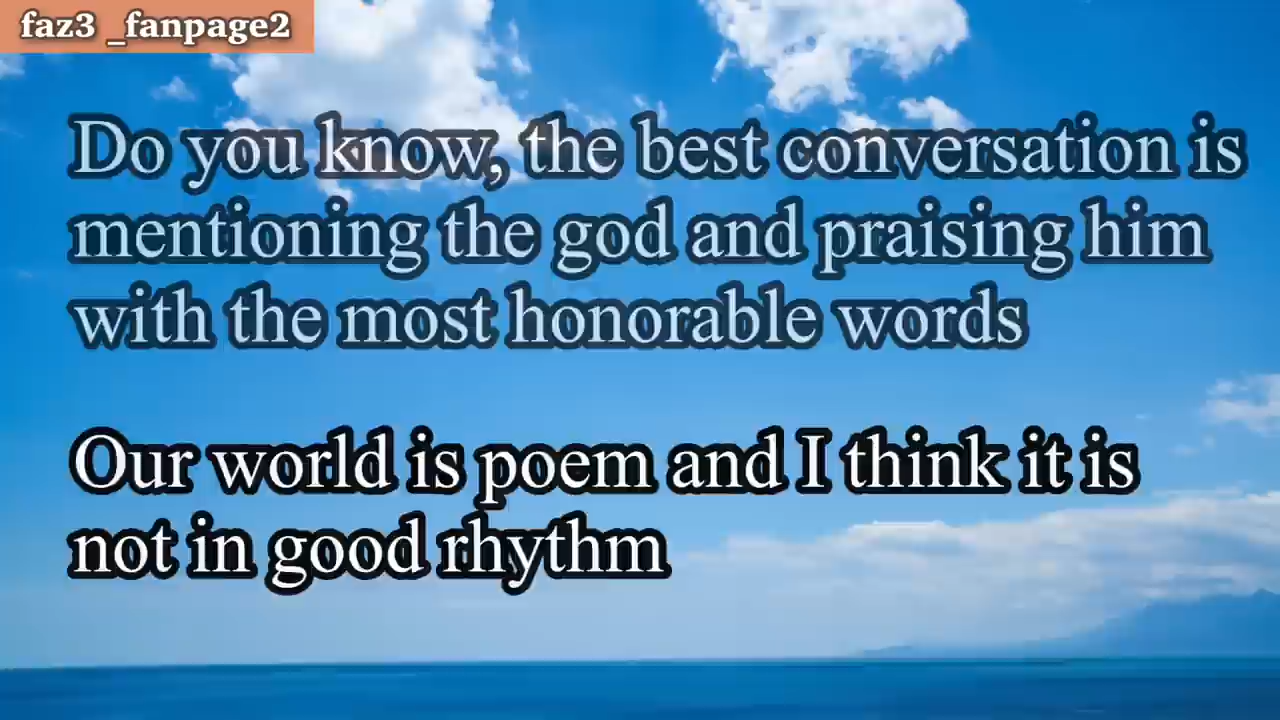 faz3 _fanpage2
Do you know, the best conversation is
mentioning the god and praising him
with the most honorable words
Our world is poem and I think it is
not in good rhythm